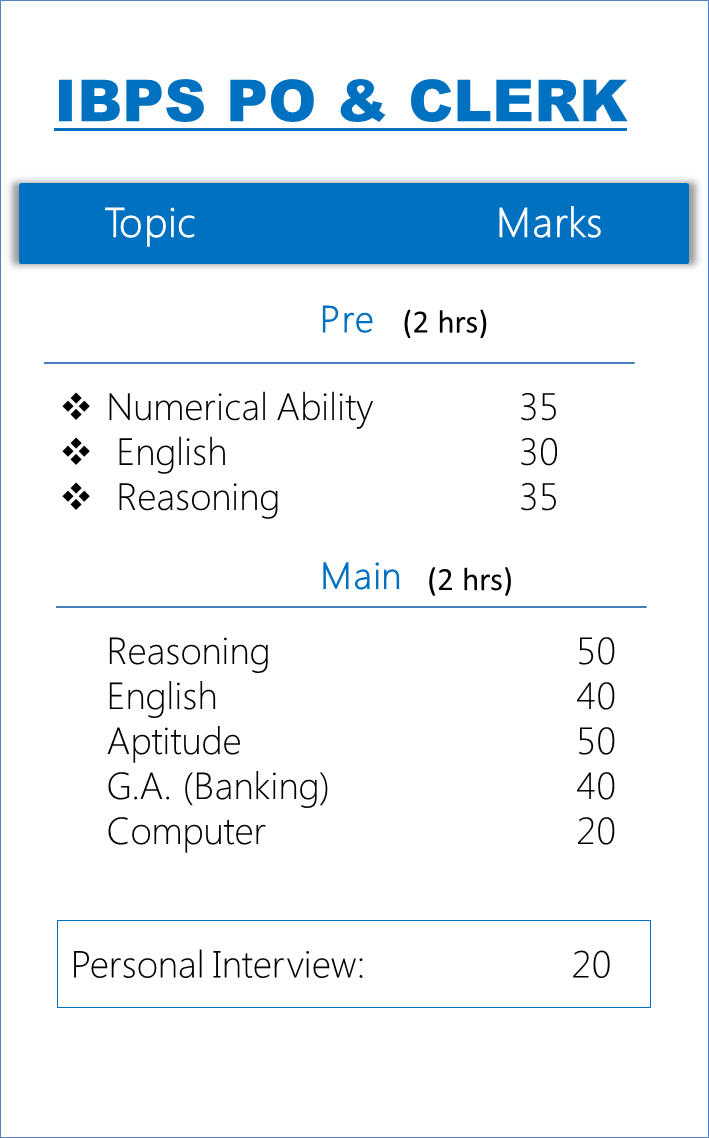 IBPS PO & CLERK
Topic Marks
Pre (2 hrs)
❖ Numerical Ability 35
❖ English 30
❖ Reasoning 35
Main (2 hrs)
Reasoning 50
English 40
Aptitude 50
G.A. (Banking) 40
Computer 20
Personal Interview: 20